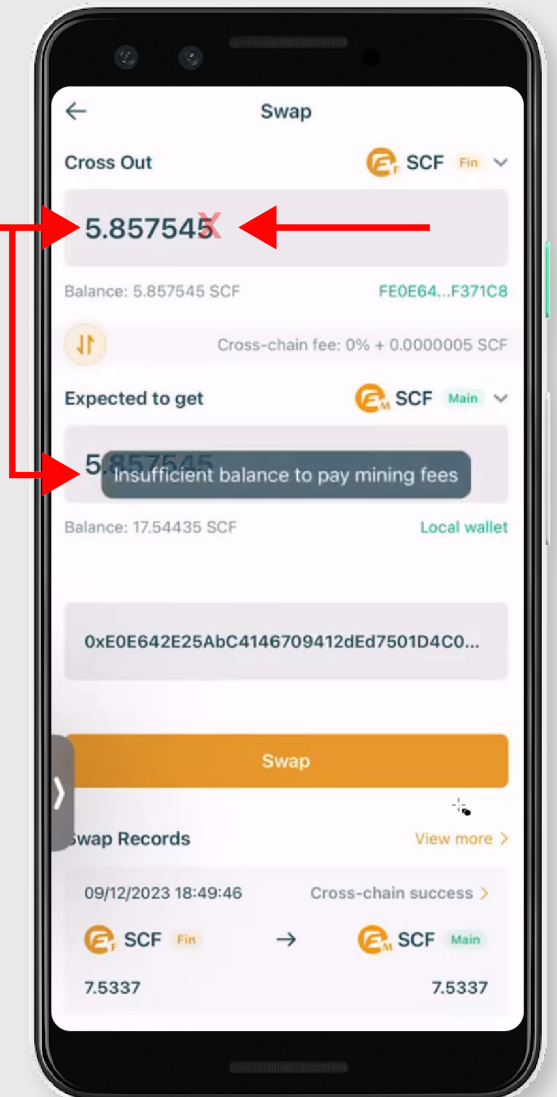 Swap
Cross Out
SCF Fin
5.857545
X
Balance: 5.857545 SCF
FE0E64...F371C8
Cross-chain fee: 0% + 0.0000005 SCF
Expected to get
SCF Main
5.857545
Insufficient balance to pay mining fees
Balance: 17.54435 SCF
Local wallet
0xE0E642E25AbC4146709412dEd7501D4C0...
Swap
Swap Records
View more >
09/12/2023 18:49:46
Cross-chain success >
SCF Fin → SCF Main
7.5337
7.5337